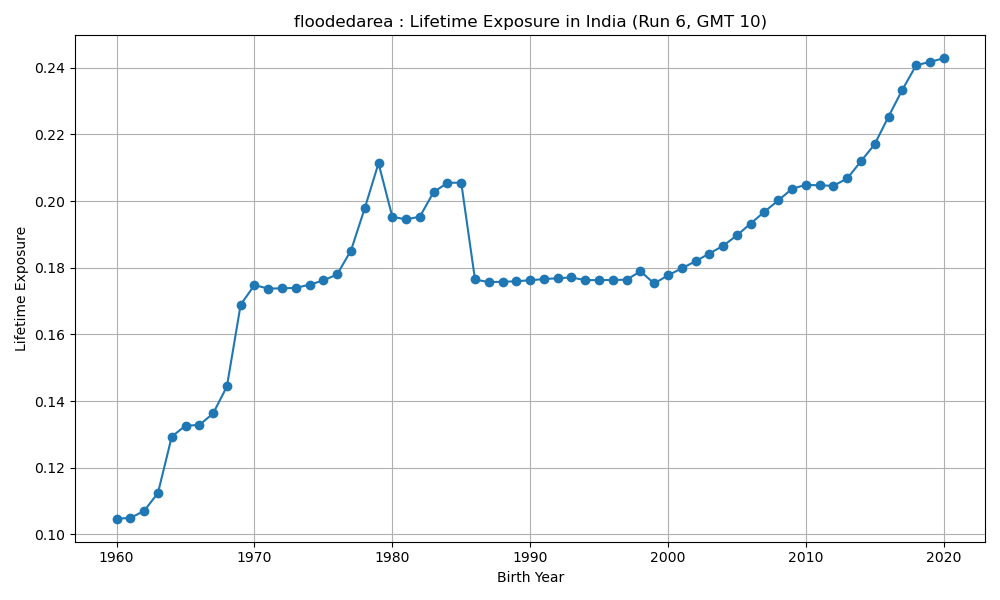 floodedarea : Lifetime Exposure in India (Run 6, GMT 10)
Lifetime Exposure
0.24
0.22
0.20
0.18
0.16
0.14
0.12
0.10
1960 1970 1980 1990 2000 2010 2020
Birth Year